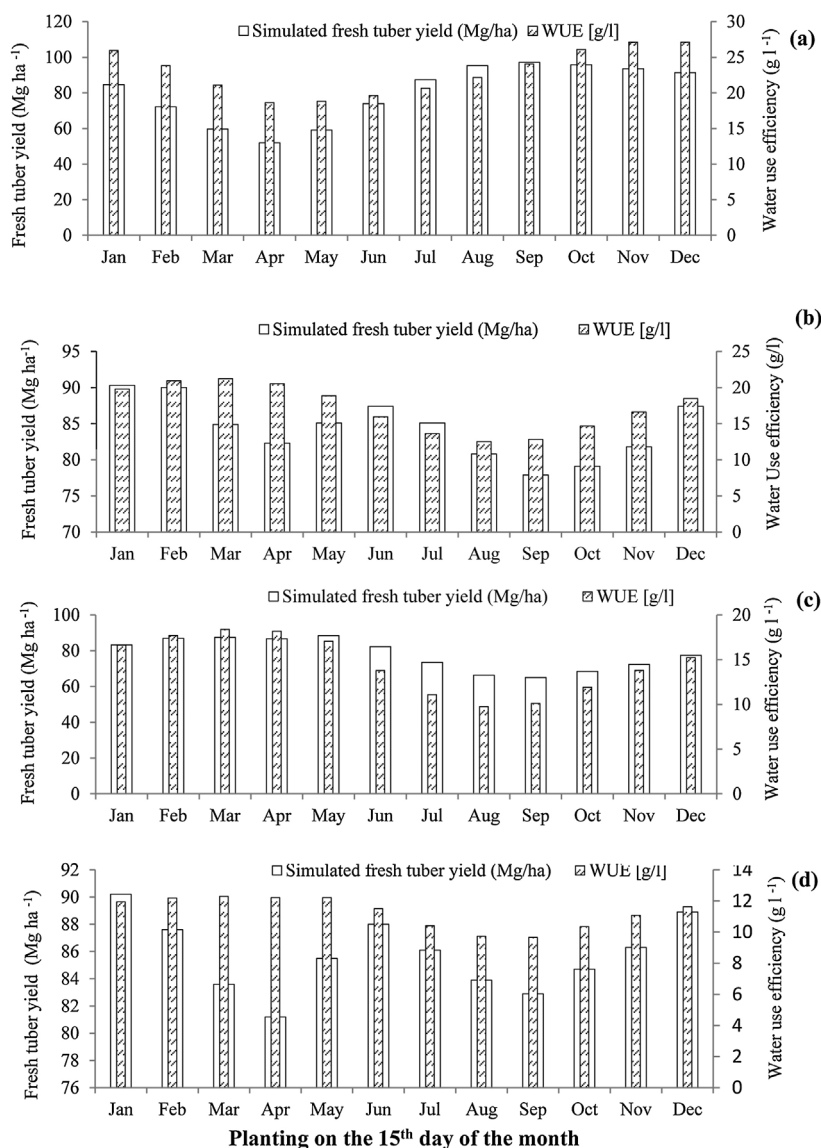 Simulated fresh tuber yield (Mg/ha) WUE [g/l]
(a)
Fresh tuber yield (Mg ha⁻¹)
120
100
80
60
40
20
0
30
25
20
15
10
5
0
Water use efficiency (g l⁻¹)
Jan Feb Mar Apr May Jun Jul Aug Sep Oct Nov Dec
(b)
Simulated fresh tuber yield (Mg/ha) WUE [g/l]
Fresh tuber yield (Mg ha⁻¹)
95
90
85
80
75
70
25
20
15
10
5
0
Water Use efficiency (g/l)
Jan Feb Mar Apr May Jun Jul Aug Sep Oct Nov Dec
Simulated fresh tuber yield (Mg/ha) WUE [g/l]
(c)
Fresh tuber yield (Mg ha⁻¹)
100
80
60
40
20
0
20
15
10
5
0
Water use efficiency (g l⁻¹)
Jan Feb Mar Apr May Jun Jul Aug Sep Oct Nov Dec
Simulated fresh tuber yield (Mg/ha) WUE [g/l]
(d)
Fresh tuber yield (Mg ha⁻¹)
92
90
88
86
84
82
80
78
76
14
12
10
8
6
4
2
0
Water use efficiency (g l⁻¹)
Jan Feb Mar Apr May Jun Jul Aug Sep Oct Nov Dec
Planting on the 15ᵗʰ day of the month